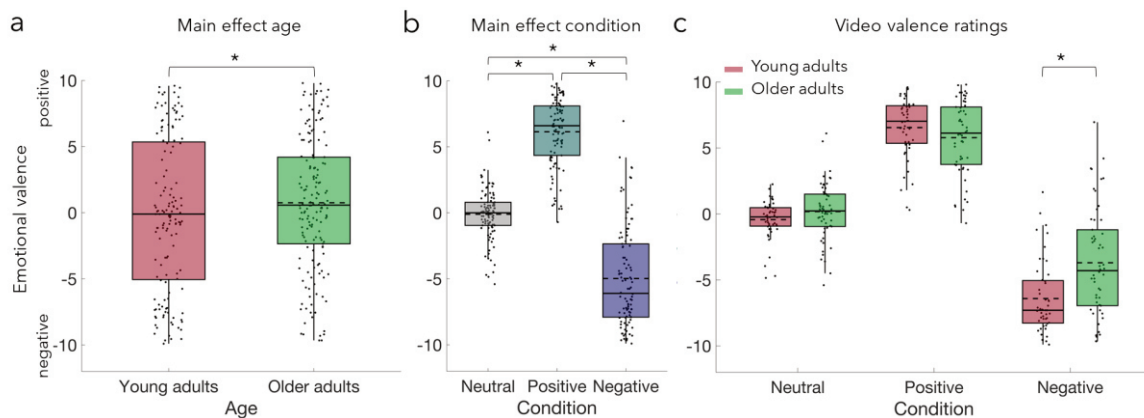 a
Main effect age
*
10
5
0
-5
-10
positive
Emotional valence
negative
Young adults
Older adults
Age
b
Main effect condition
*
*
*
10
5
0
-5
-10
Neutral
Positive
Negative
Condition
c
Video valence ratings
Young adults
Older adults
*
10
5
0
-5
-10
Neutral
Positive
Negative
Condition